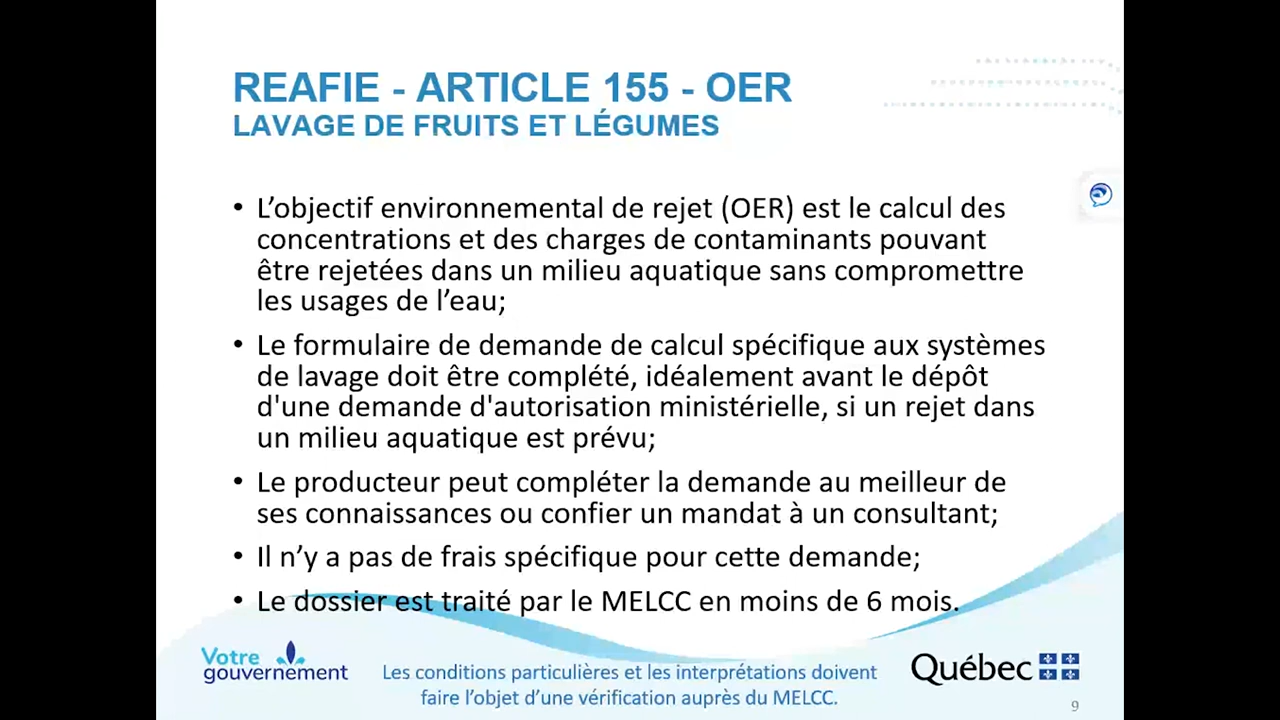 REAFIE - ARTICLE 155 - OER
LAVAGE DE FRUITS ET LÉGUMES
• L’objectif environnemental de rejet (OER) est le calcul des
concentrations et des charges de contaminants pouvant
être rejetées dans un milieu aquatique sans compromettre
les usages de l’eau;
• Le formulaire de demande de calcul spécifique aux systèmes
de lavage doit être complété, idéalement avant le dépôt
d'une demande d'autorisation ministérielle, si un rejet dans
un milieu aquatique est prévu;
• Le producteur peut compléter la demande au meilleur de
ses connaissances ou confier un mandat à un consultant;
• Il n’y a pas de frais spécifique pour cette demande;
• Le dossier est traité par le MELCC en moins de 6 mois.
Votre
gouvernement
Les conditions particulières et les interprétations doivent
faire l’objet d’une vérification auprès du MELCC.
Québec
9